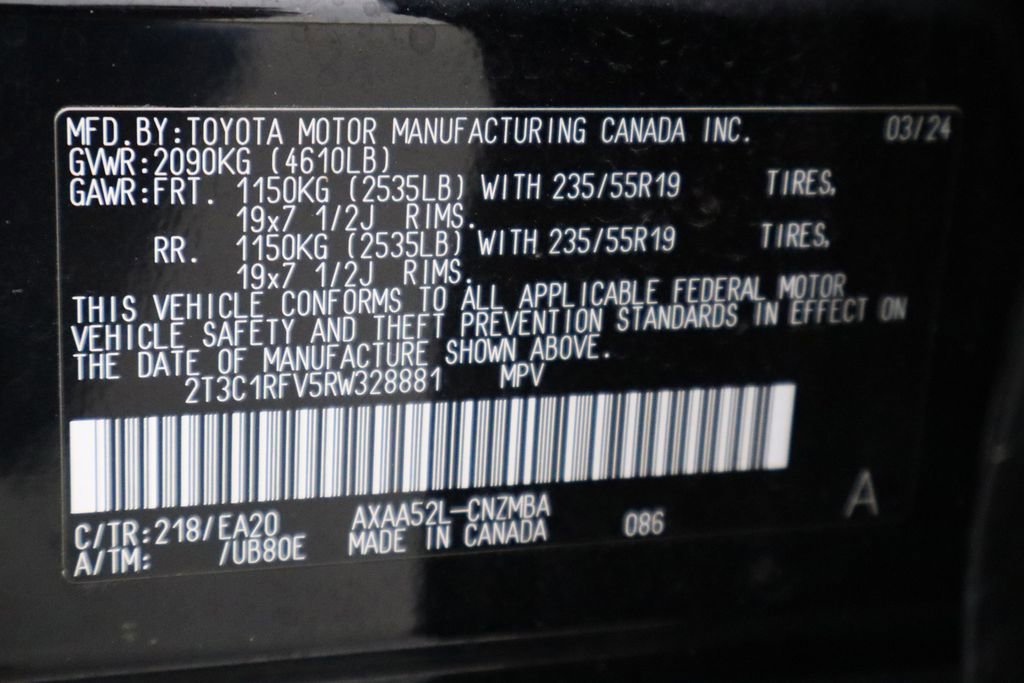 MFD.BY:TOYOTA MOTOR MANUFACTURING CANADA INC. 03/24
GVWR:2090KG (4610LB)
GAWR:FRT. 1150KG (2535LB) WITH 235/55R19 TIRES,
19x7 1/2J RIMS.
RR. 1150KG (2535LB) WITH 235/55R19 TIRES,
19x7 1/2J RIMS.
THIS VEHICLE CONFORMS TO ALL APPLICABLE FEDERAL MOTOR
VEHICLE SAFETY AND THEFT PREVENTION STANDARDS IN EFFECT ON
THE DATE OF MANUFACTURE SHOWN ABOVE.
2T3C1RFV5RW328881 MPV
C/TR:218/EA20 AXAA52L-CNZMBA 086 A
A/TM: /UB80E MADE IN CANADA